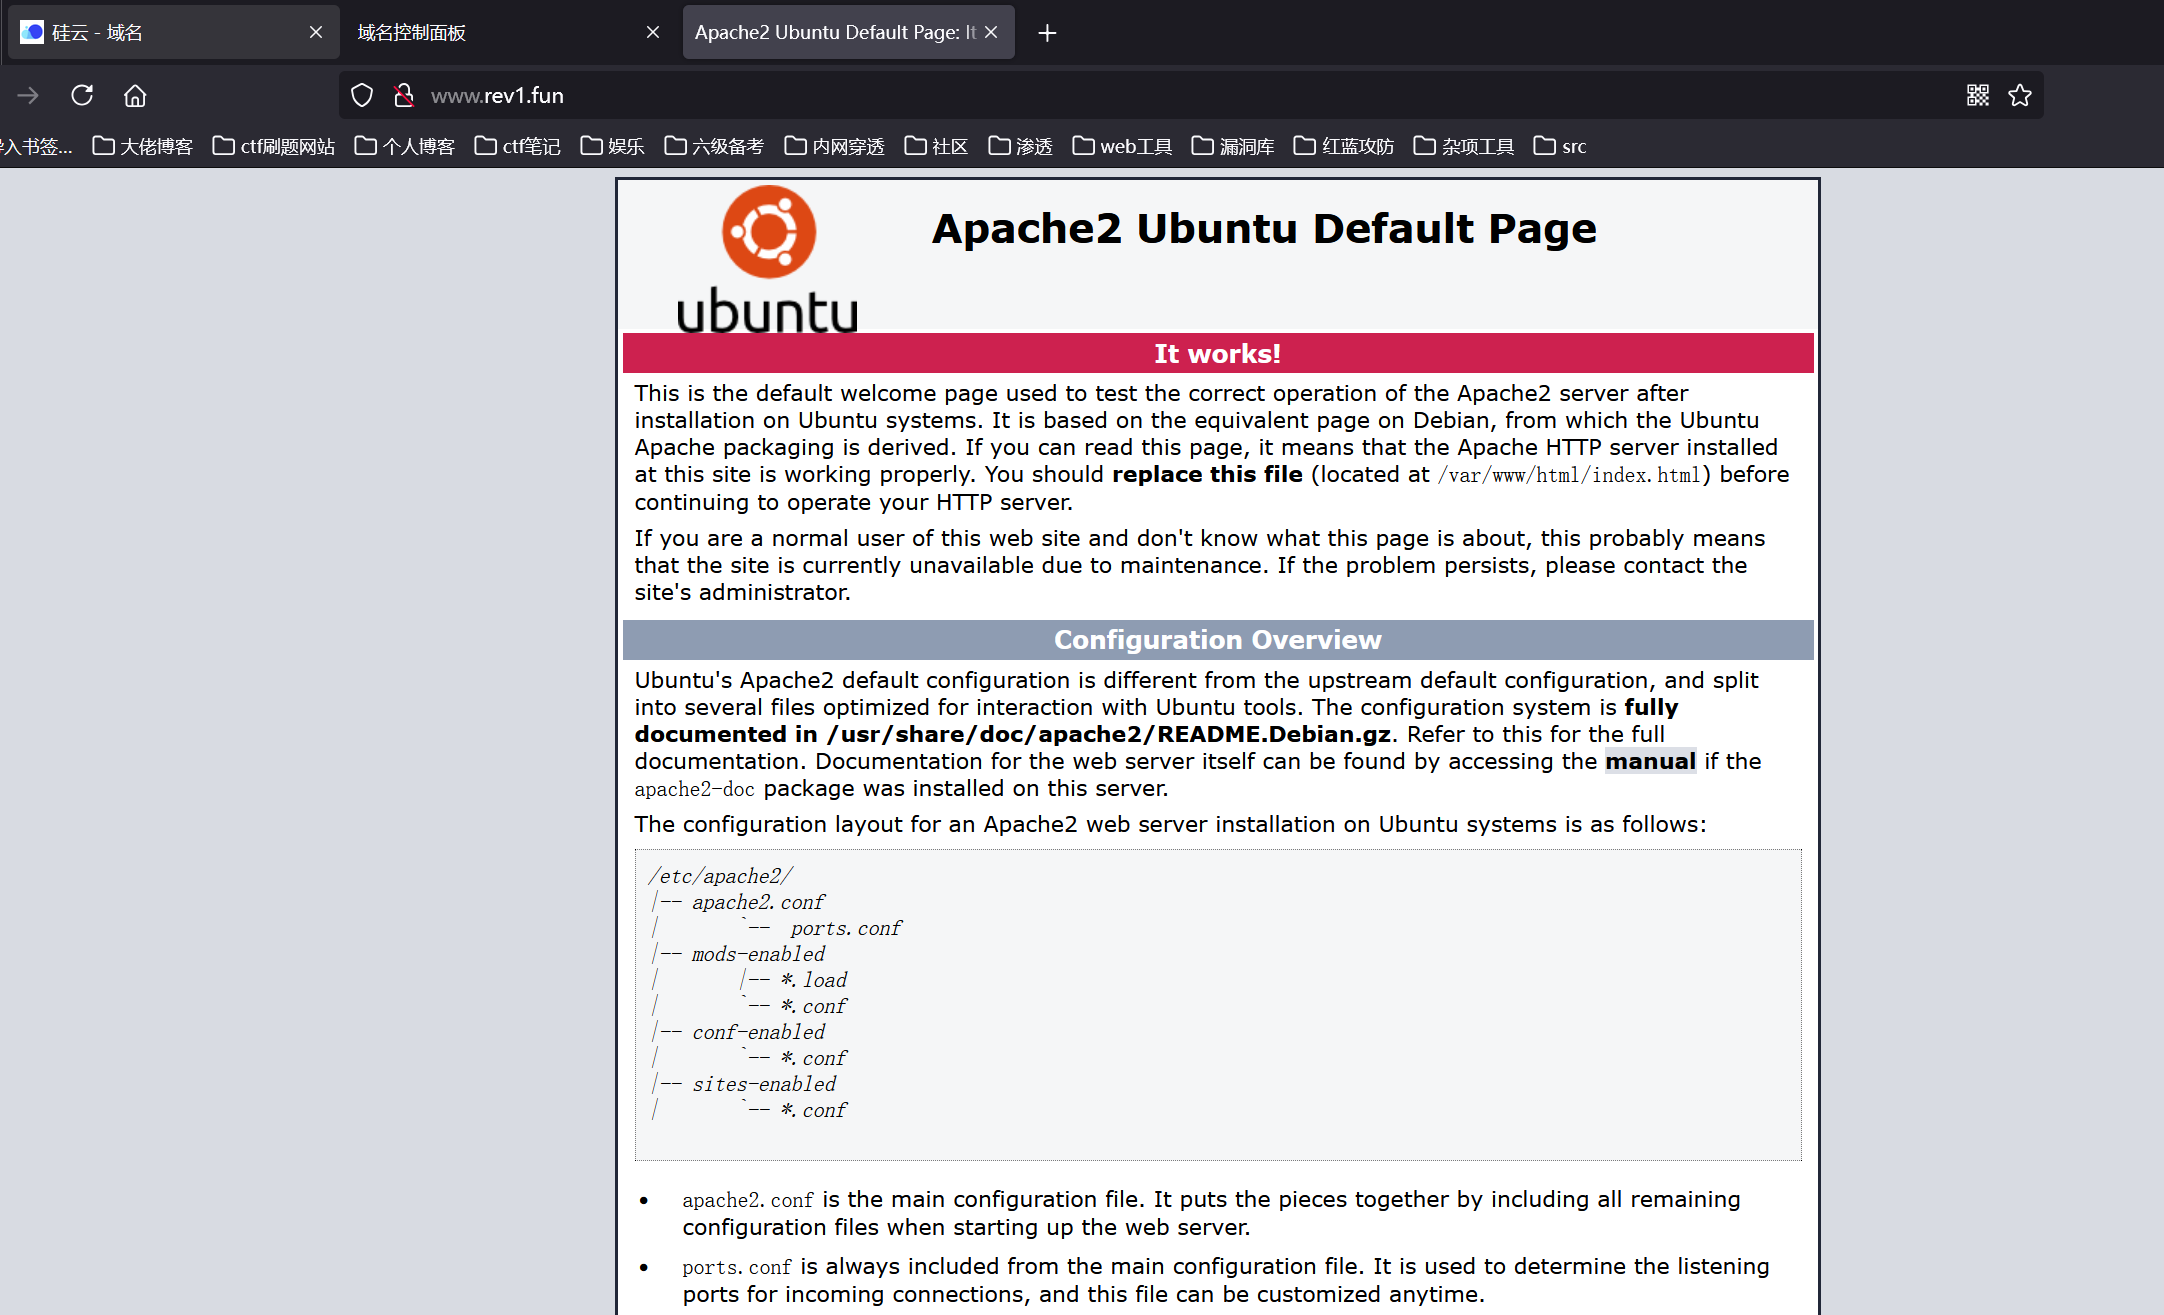 硅云 - 域名
域名控制面板
Apache2 Ubuntu Default Page: It
www.rev1.fun
入书签...
大佬博客
ctf刷题网站
个人博客
ctf笔记
娱乐
六级备考
内网穿透
社区
渗透
web工具
漏洞库
红蓝攻防
杂项工具
src
ubuntu
Apache2 Ubuntu Default Page
It works!
This is the default welcome page used to test the correct operation of the Apache2 server after
installation on Ubuntu systems. It is based on the equivalent page on Debian, from which the Ubuntu
Apache packaging is derived. If you can read this page, it means that the Apache HTTP server installed
at this site is working properly. You should replace this file (located at /var/www/html/index.html) before
continuing to operate your HTTP server.
If you are a normal user of this web site and don't know what this page is about, this probably means
that the site is currently unavailable due to maintenance. If the problem persists, please contact the
site's administrator.
Configuration Overview
Ubuntu's Apache2 default configuration is different from the upstream default configuration, and split
into several files optimized for interaction with Ubuntu tools. The configuration system is fully
documented in /usr/share/doc/apache2/README.Debian.gz. Refer to this for the full
documentation. Documentation for the web server itself can be found by accessing the manual if the
apache2-doc package was installed on this server.
The configuration layout for an Apache2 web server installation on Ubuntu systems is as follows:
/etc/apache2/
|-- apache2.conf
|       `--  ports.conf
|-- mods-enabled
|       |-- *.load
|       `-- *.conf
|-- conf-enabled
|       `-- *.conf
|-- sites-enabled
|       `-- *.conf
• apache2.conf is the main configuration file. It puts the pieces together by including all remaining
configuration files when starting up the web server.
• ports.conf is always included from the main configuration file. It is used to determine the listening
ports for incoming connections, and this file can be customized anytime.